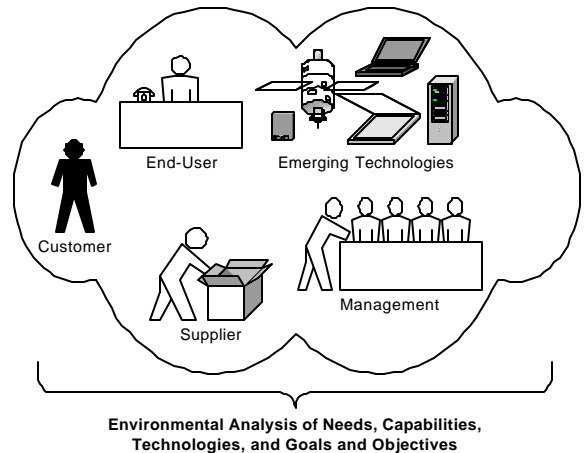 End-User
Emerging Technologies
Customer
Management
Supplier
Environmental Analysis of Needs, Capabilities,
Technologies, and Goals and Objectives